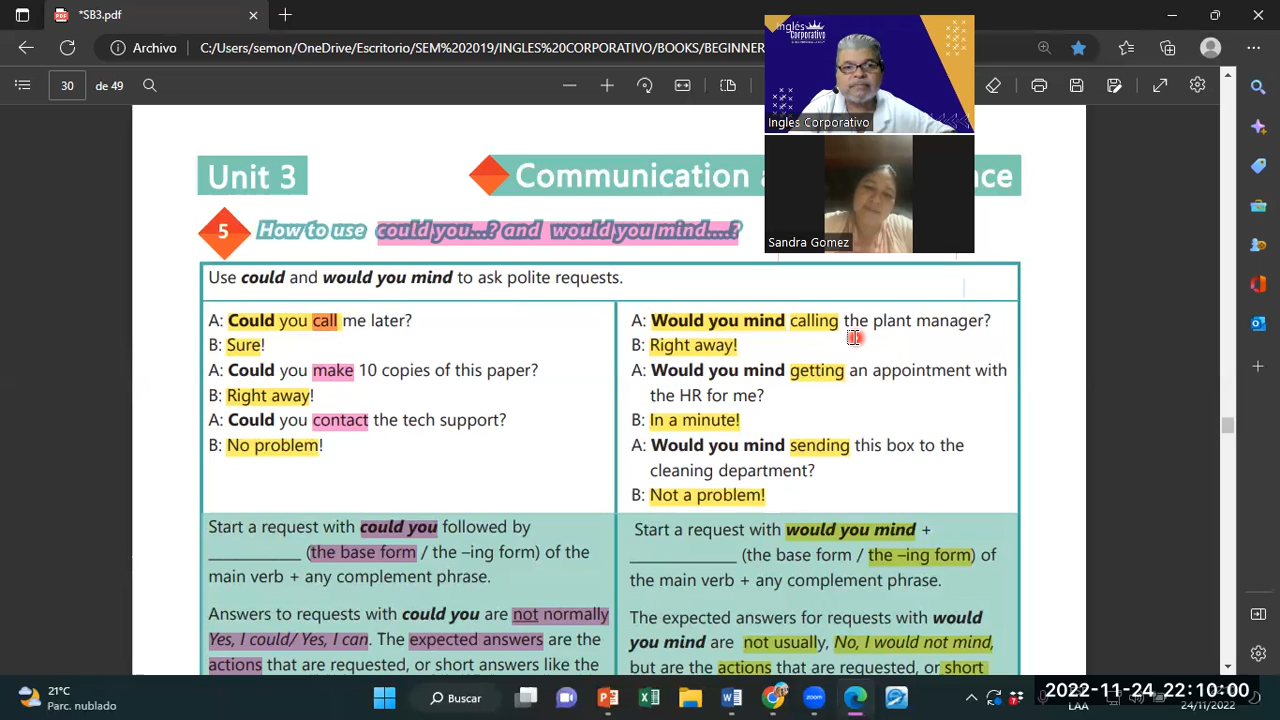 *SB3.pdf
Archivo
C:/Users/semon/OneDrive/Escritorio/SEM%202019/INGLES%20CORPORATIVO/BOOKS/BEGINNER
30 de 49
Inglés
Corporativo
Ingles Corporativo
Sandra Gomez
Unit 3
Communication a nce
5 How to use could you...? and would you mind....?
Use could and would you mind to ask polite requests.
A: Could you call me later?
B: Sure!
A: Could you make 10 copies of this paper?
B: Right away!
A: Could you contact the tech support?
B: No problem!
A: Would you mind calling the plant manager?
B: Right away!
A: Would you mind getting an appointment with
the HR for me?
B: In a minute!
A: Would you mind sending this box to the
cleaning department?
B: Not a problem!
Start a request with could you followed by
__________ (the base form / the –ing form) of the
main verb + any complement phrase.
Answers to requests with could you are not normally
Yes, I could/ Yes, I can. The expected answers are the
actions that are requested, or short answers like the
Start a request with would you mind +
___________ (the base form / the –ing form) of
the main verb + any complement phrase.
The expected answers for requests with would
you mind are not usually, No, I would not mind,
but are the actions that are requested, or short
21°C
Parc. nublado
Buscar
LAA
2022-11-24 22:10:00
24/11/2022